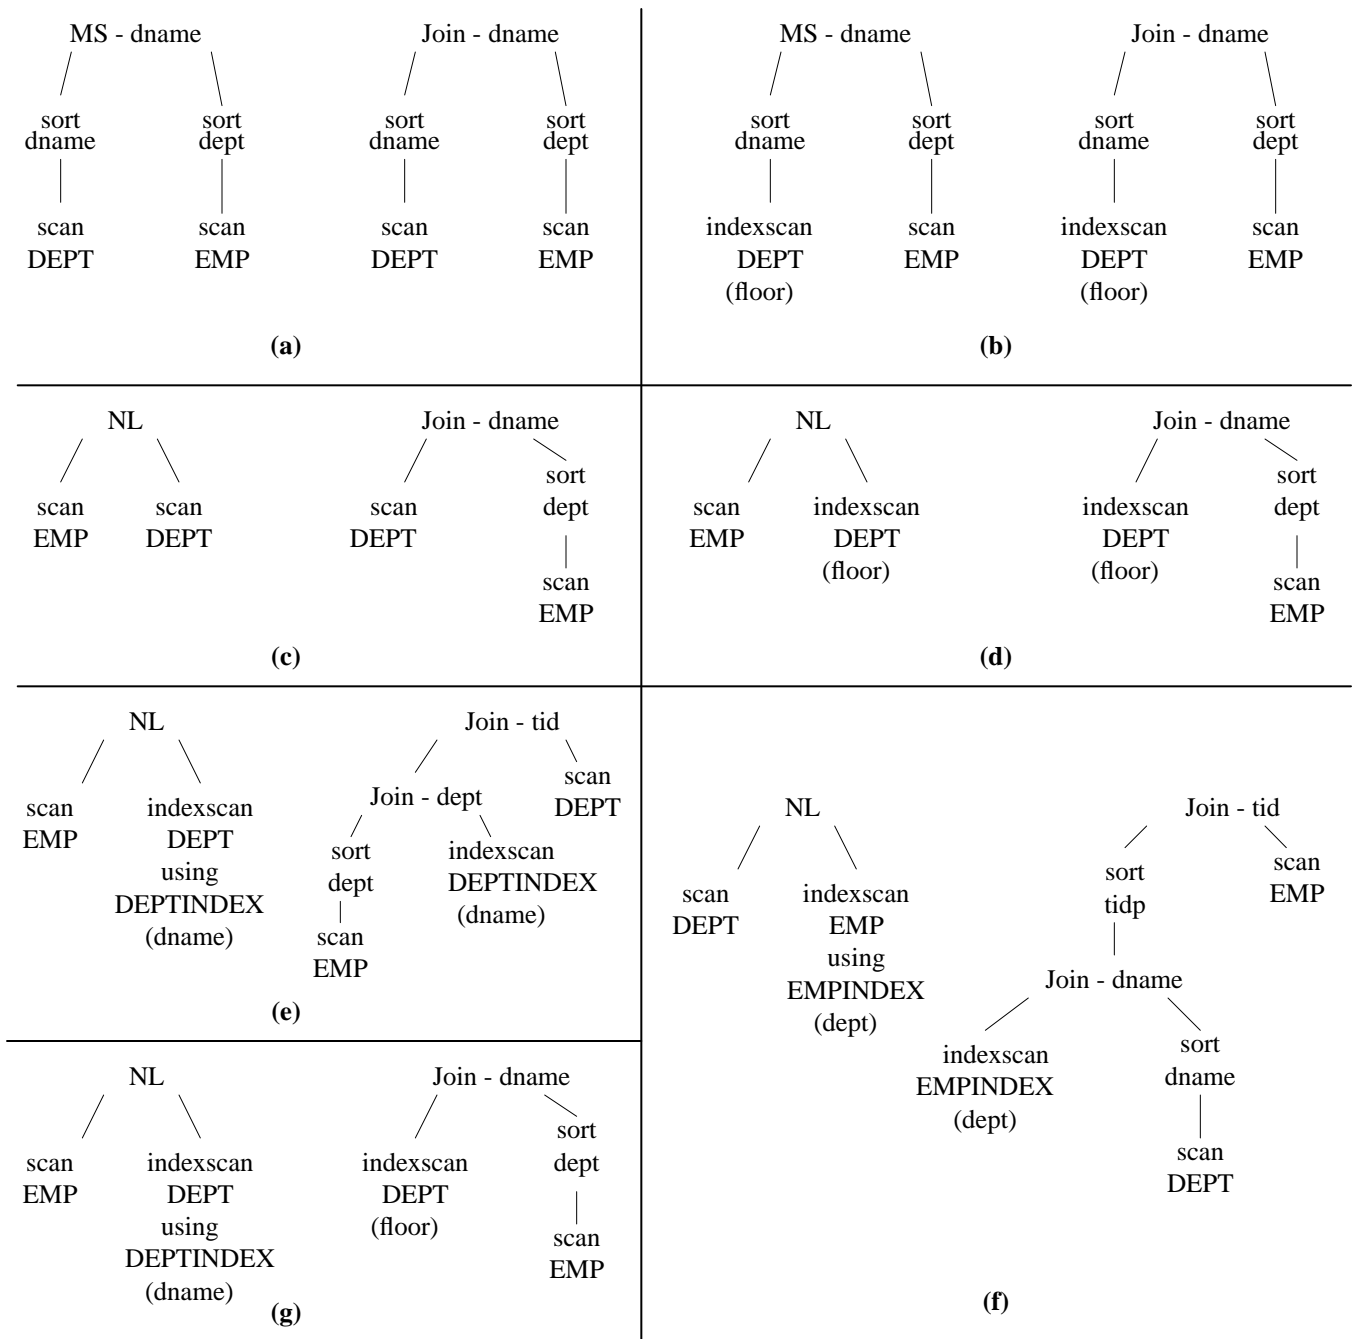 MS - dname
Join - dname
sort
dname
sort
dept
sort
dname
sort
dept
scan
DEPT
scan
EMP
scan
DEPT
scan
EMP
(a)
MS - dname
Join - dname
sort
dname
sort
dept
sort
dname
sort
dept
indexscan
DEPT
(floor)
scan
EMP
indexscan
DEPT
(floor)
scan
EMP
(b)
NL
Join - dname
scan
EMP
scan
DEPT
scan
DEPT
sort
dept
scan
EMP
(c)
NL
Join - dname
scan
EMP
indexscan
DEPT
(floor)
indexscan
DEPT
(floor)
sort
dept
scan
EMP
(d)
NL
Join - tid
scan
EMP
indexscan
DEPT
using
DEPTINDEX
(dname)
Join - dept
scan
DEPT
sort
dept
indexscan
DEPTINDEX
(dname)
scan
EMP
(e)
NL
Join - tid
scan
DEPT
indexscan
EMP
using
EMPINDEX
(dept)
sort
tidp
scan
EMP
Join - dname
indexscan
EMPINDEX
(dept)
sort
dname
scan
DEPT
(f)
NL
Join - dname
scan
EMP
indexscan
DEPT
using
DEPTINDEX
(dname)
indexscan
DEPT
(floor)
sort
dept
scan
EMP
(g)